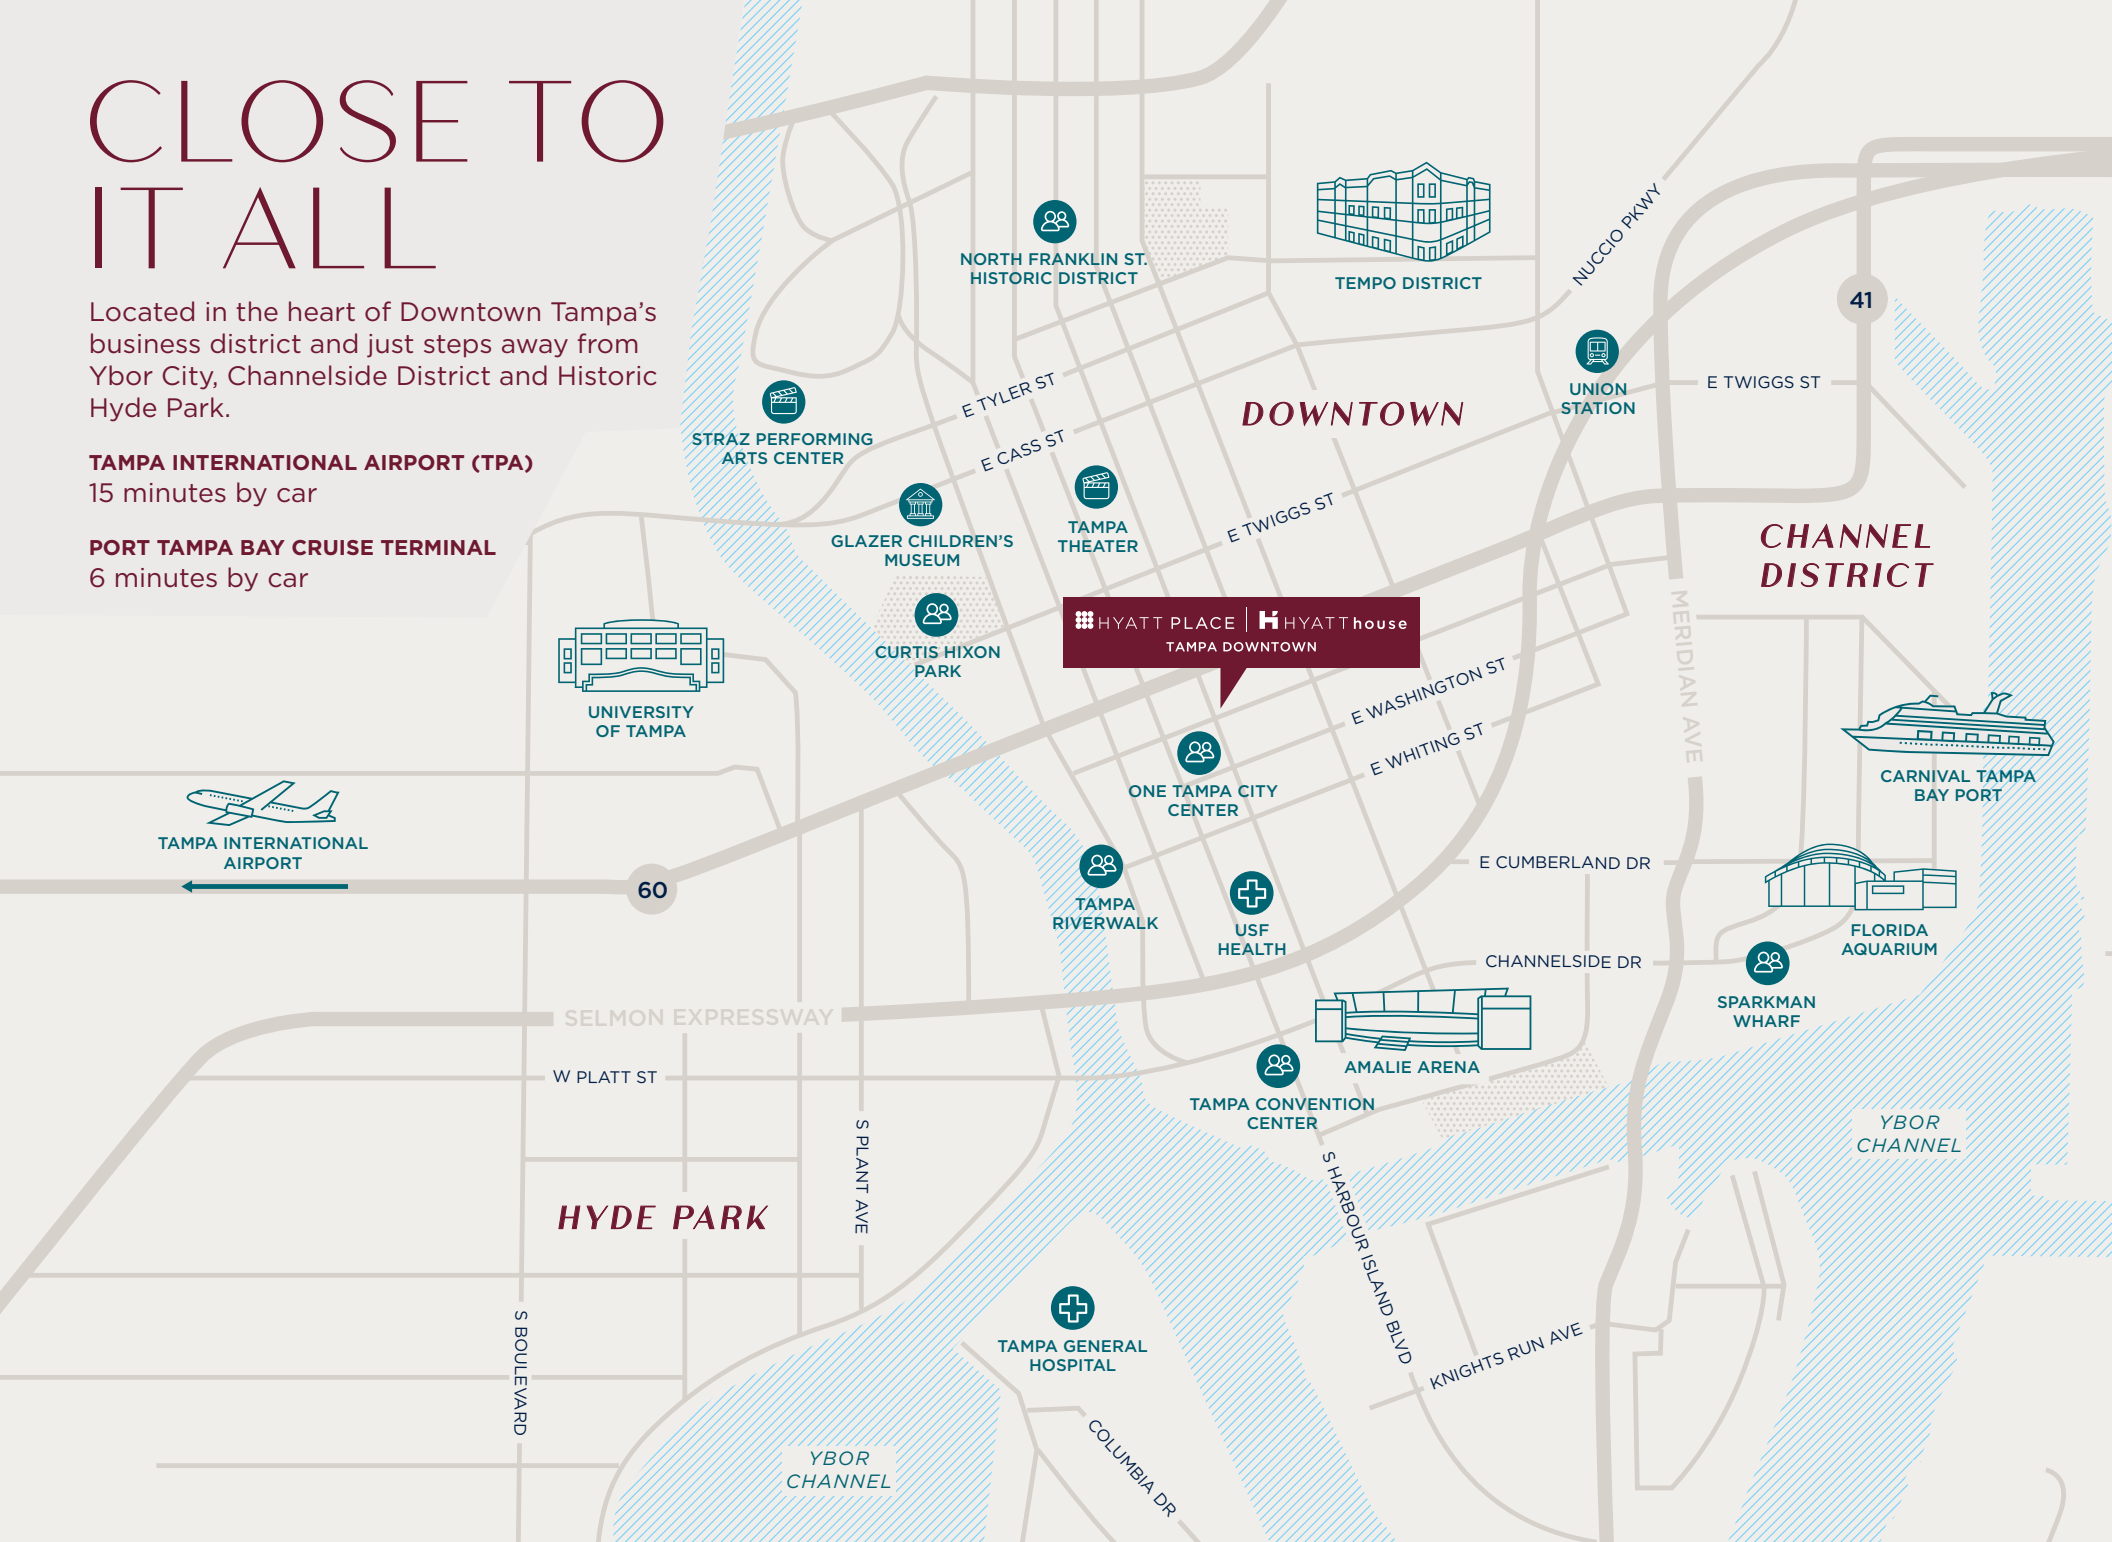 CLOSE TO
IT ALL
Located in the heart of Downtown Tampa’s
business district and just steps away from
Ybor City, Channelside District and Historic
Hyde Park.
TAMPA INTERNATIONAL AIRPORT (TPA)
15 minutes by car
PORT TAMPA BAY CRUISE TERMINAL
6 minutes by car
NORTH FRANKLIN ST.
HISTORIC DISTRICT
TEMPO DISTRICT
NUCCIO PKWY
41
UNION
STATION
E TWIGGS ST
E TYLER ST
DOWNTOWN
STRAZ PERFORMING
ARTS CENTER
E CASS ST
TAMPA
THEATER
E TWIGGS ST
GLAZER CHILDREN’S
MUSEUM
CHANNEL
DISTRICT
HYATT PLACE | H HYATT house
TAMPA DOWNTOWN
CURTIS HIXON
PARK
MERIDIAN AVE
UNIVERSITY
OF TAMPA
E WASHINGTON ST
E WHITING ST
ONE TAMPA CITY
CENTER
CARNIVAL TAMPA
BAY PORT
TAMPA INTERNATIONAL
AIRPORT
60
E CUMBERLAND DR
TAMPA
RIVERWALK
USF
HEALTH
FLORIDA
AQUARIUM
CHANNELSIDE DR
SPARKMAN
WHARF
SELMON EXPRESSWAY
AMALIE ARENA
W PLATT ST
TAMPA CONVENTION
CENTER
YBOR
CHANNEL
S PLANT AVE
S HARBOUR ISLAND BLVD
HYDE PARK
S BOULEVARD
TAMPA GENERAL
HOSPITAL
KNIGHTS RUN AVE
COLUMBIA DR
YBOR
CHANNEL